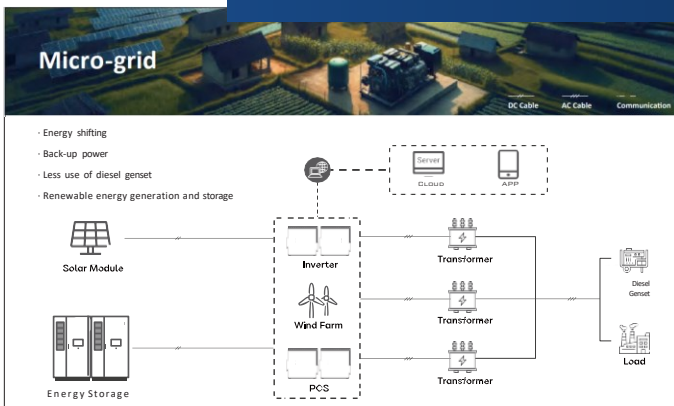 Micro-grid
DC Cable
AC Cable
Communication
· Energy shifting
· Back-up power
· Less use of diesel genset
· Renewable energy generation and storage
Server
CLOUD
APP
Solar Module
Inverter
Transformer
Diesel
Genset
Wind Farm
Transformer
Load
Energy Storage
PCS
Transformer